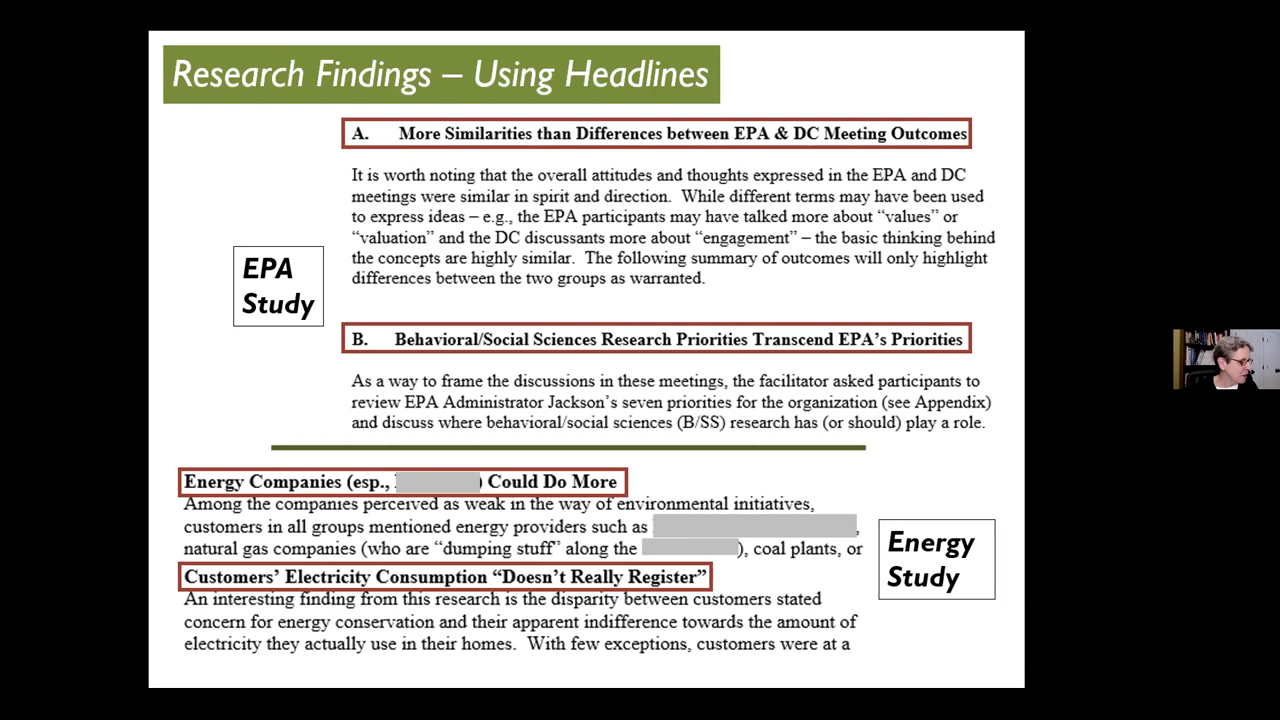 Research Findings – Using Headlines
A. More Similarities than Differences between EPA & DC Meeting Outcomes
It is worth noting that the overall attitudes and thoughts expressed in the EPA and DC
meetings were similar in spirit and direction. While different terms may have been used
to express ideas – e.g., the EPA participants may have talked more about “values” or
“valuation” and the DC discussants more about “engagement” – the basic thinking behind
the concepts are highly similar. The following summary of outcomes will only highlight
differences between the two groups as warranted.
EPA
Study
B. Behavioral/Social Sciences Research Priorities Transcend EPA’s Priorities
As a way to frame the discussions in these meetings, the facilitator asked participants to
review EPA Administrator Jackson’s seven priorities for the organization (see Appendix)
and discuss where behavioral/social sciences (B/SS) research has (or should) play a role.
Energy Companies (esp., ) Could Do More
Among the companies perceived as weak in the way of environmental initiatives,
customers in all groups mentioned energy providers such as ,
natural gas companies (who are “dumping stuff” along the ), coal plants, or
Customers’ Electricity Consumption “Doesn’t Really Register”
An interesting finding from this research is the disparity between customers stated
concern for energy conservation and their apparent indifference towards the amount of
electricity they actually use in their homes. With few exceptions, customers were at a
Energy
Study